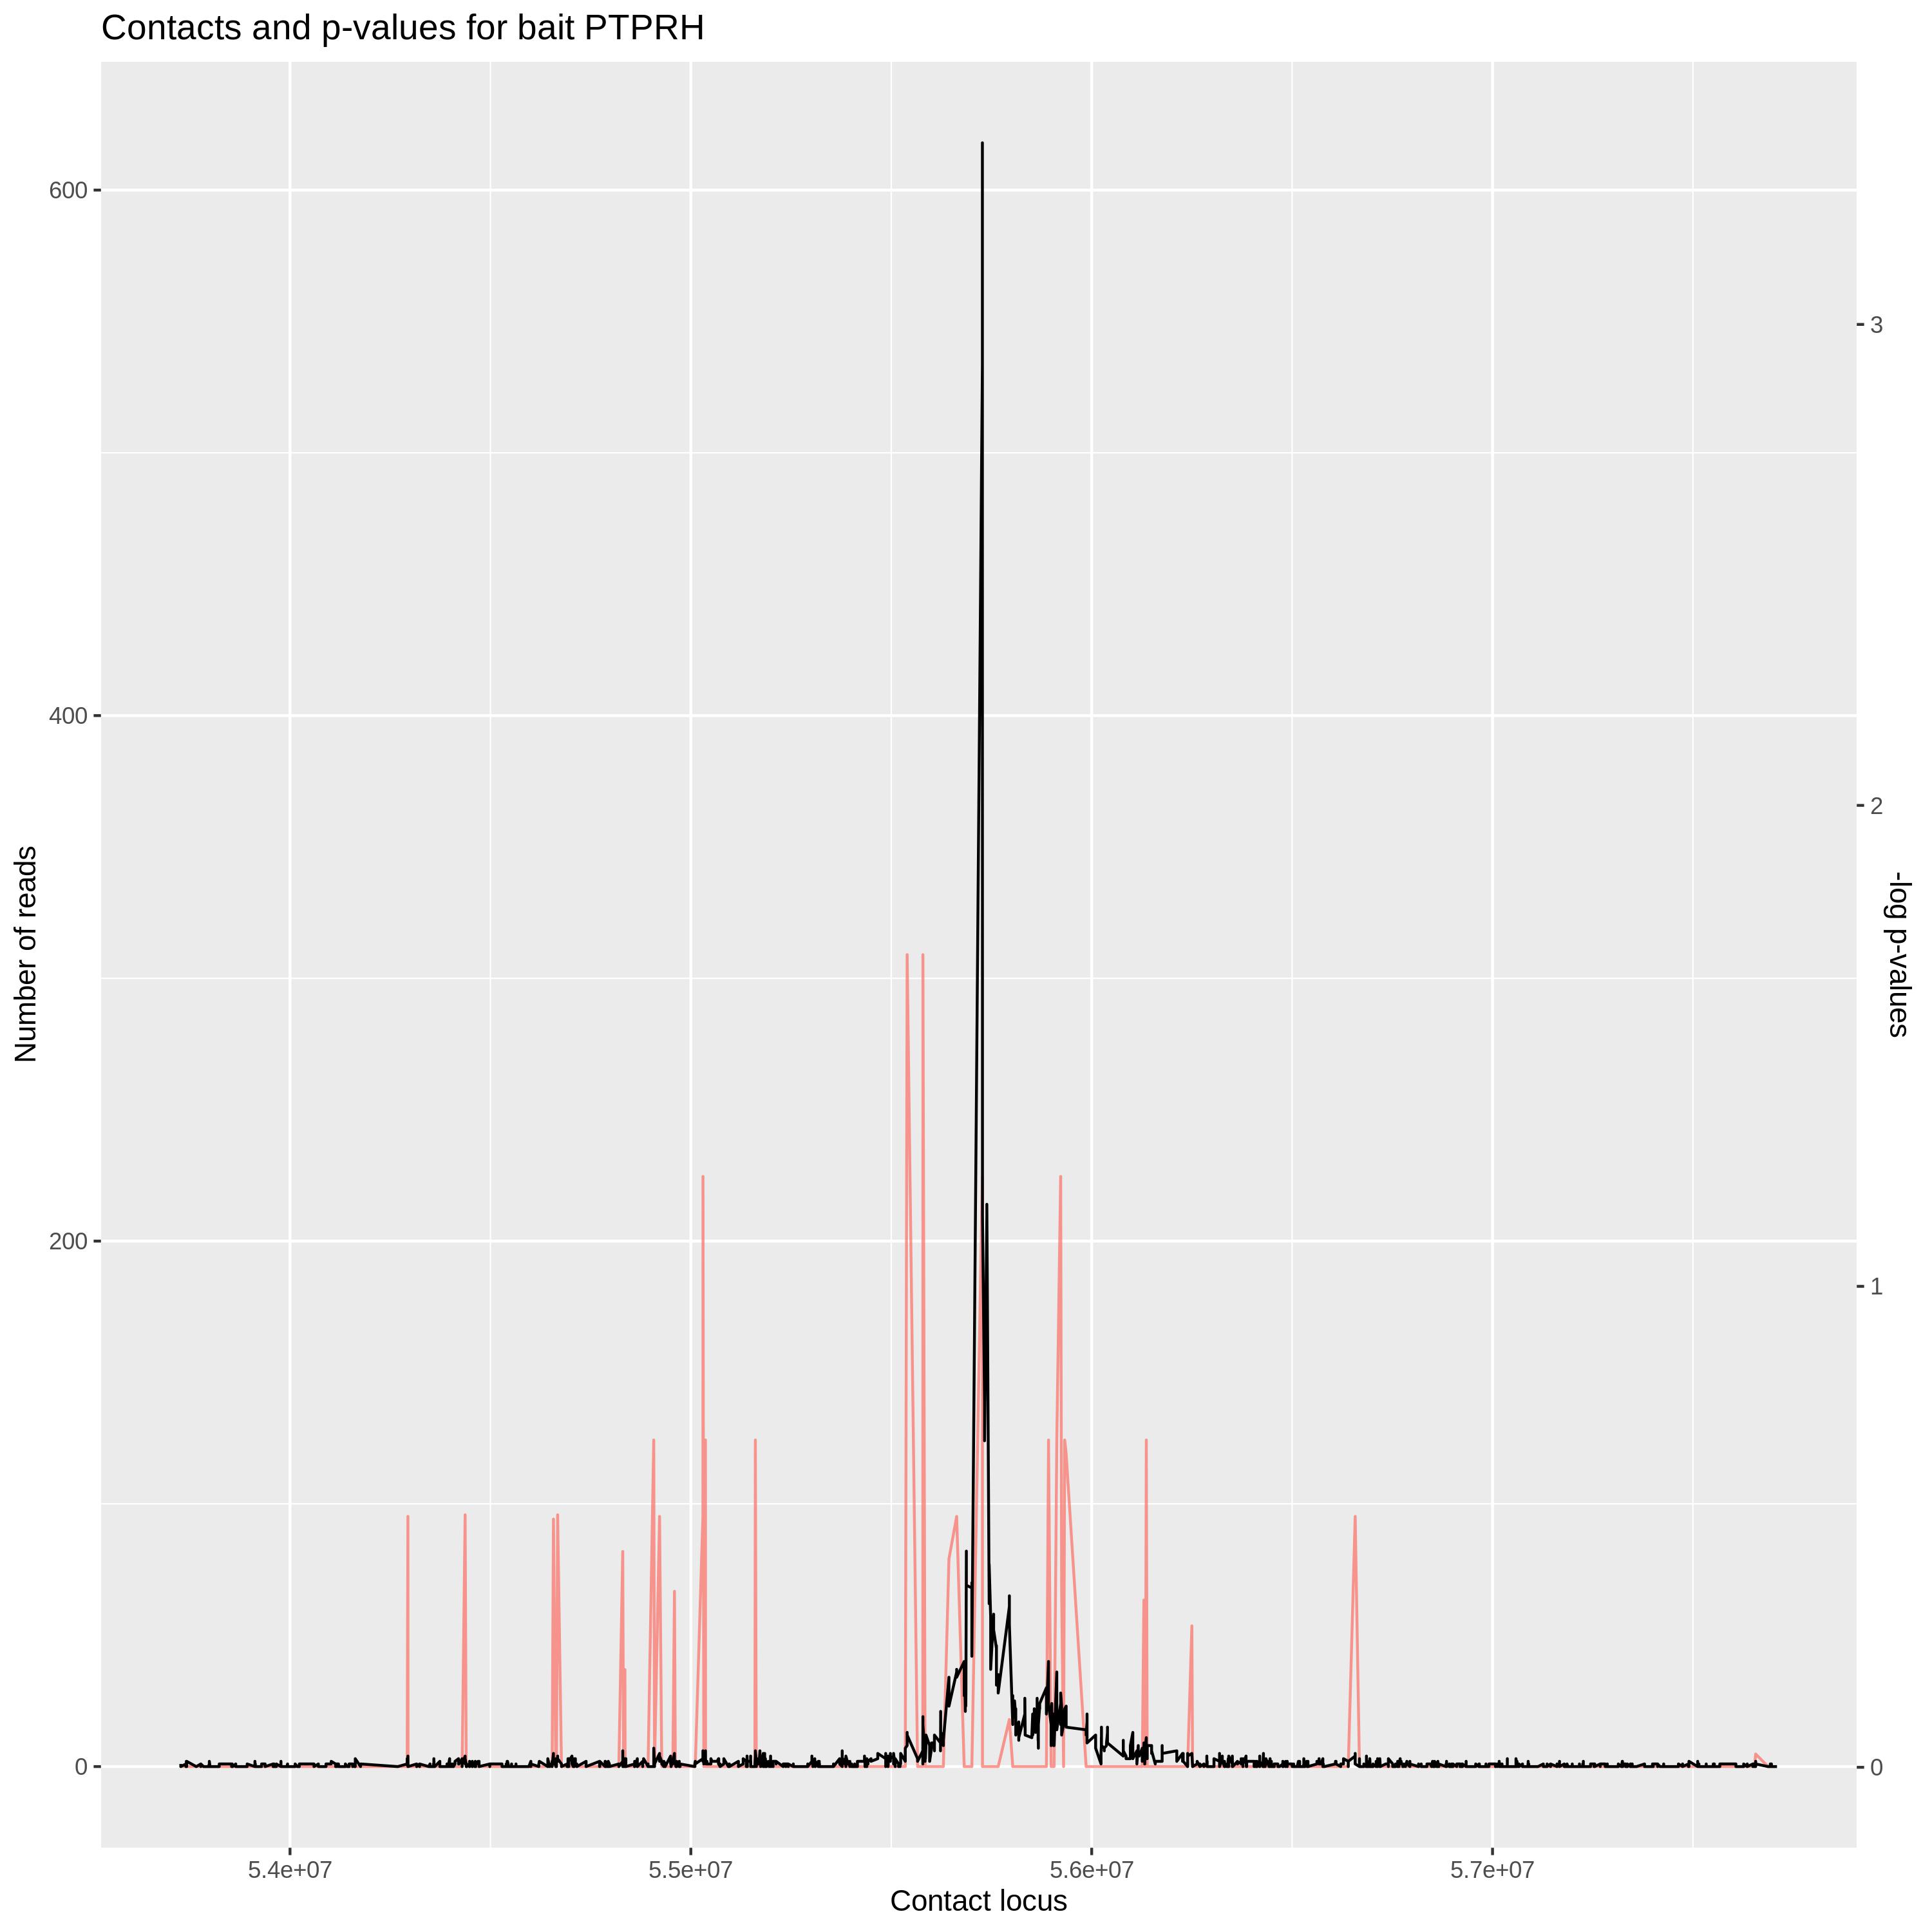 Contacts and p-values for bait PTPRH
600
400
200
0
Number of reads
3
2
1
0
-log p-values
5.4e+07
5.5e+07
5.6e+07
5.7e+07
Contact locus